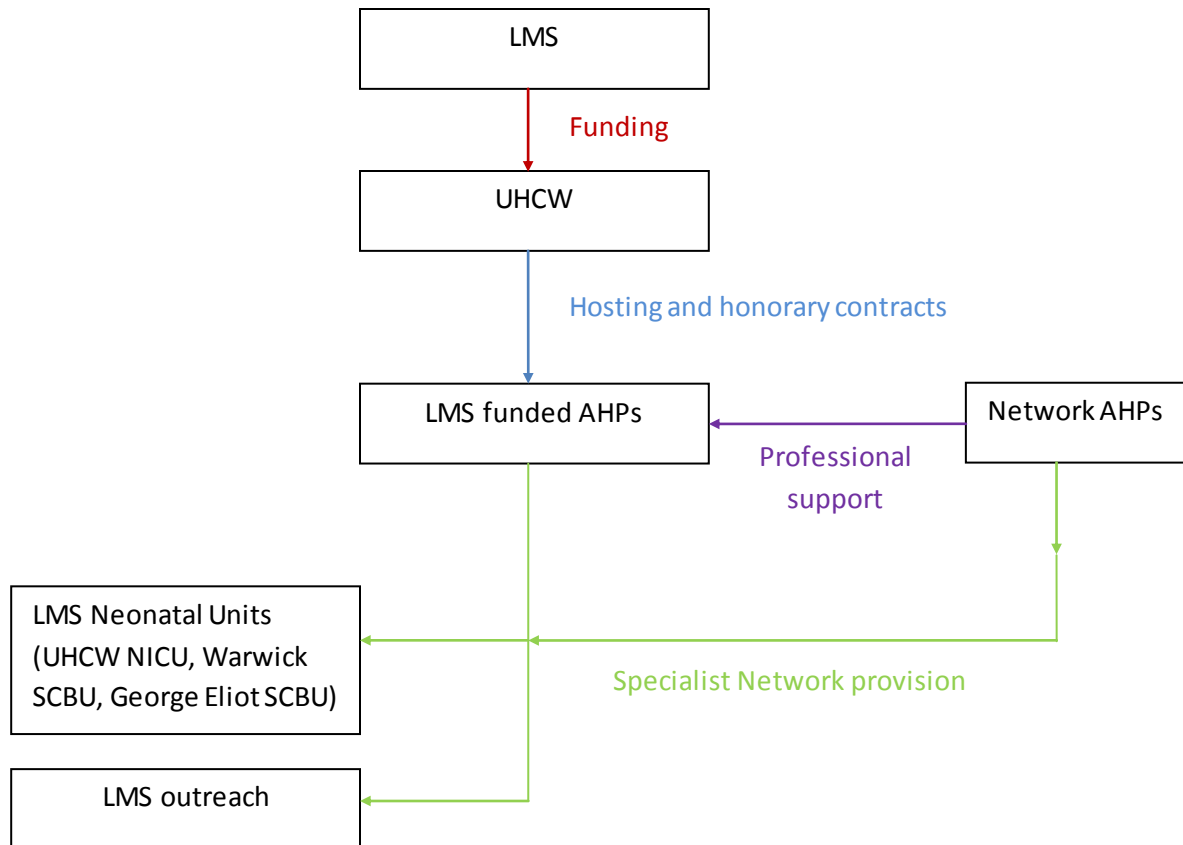 LMS
Funding
UHCW
Hosting and honorary contracts
LMS funded AHPs
Network AHPs
Professional
support
LMS Neonatal Units
(UHCW NICU, Warwick
SCBU, George Eliot SCBU)
Specialist Network provision
LMS outreach